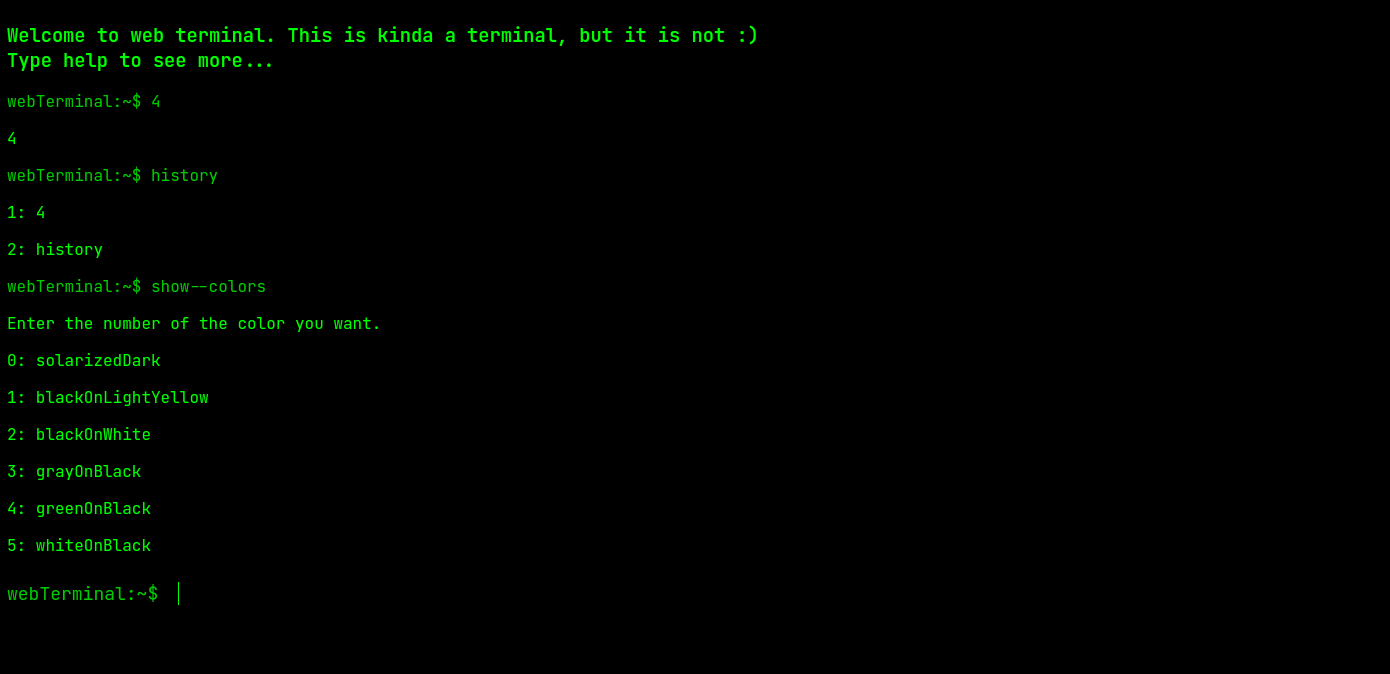 Welcome to web terminal. This is kinda a terminal, but it is not :)
Type help to see more...
webTerminal:~$ 4
4
webTerminal:~$ history
1: 4
2: history
webTerminal:~$ show--colors
Enter the number of the color you want.
0: solarizedDark
1: blackOnLightYellow
2: blackOnWhite
3: grayOnBlack
4: greenOnBlack
5: whiteOnBlack
webTerminal:~$